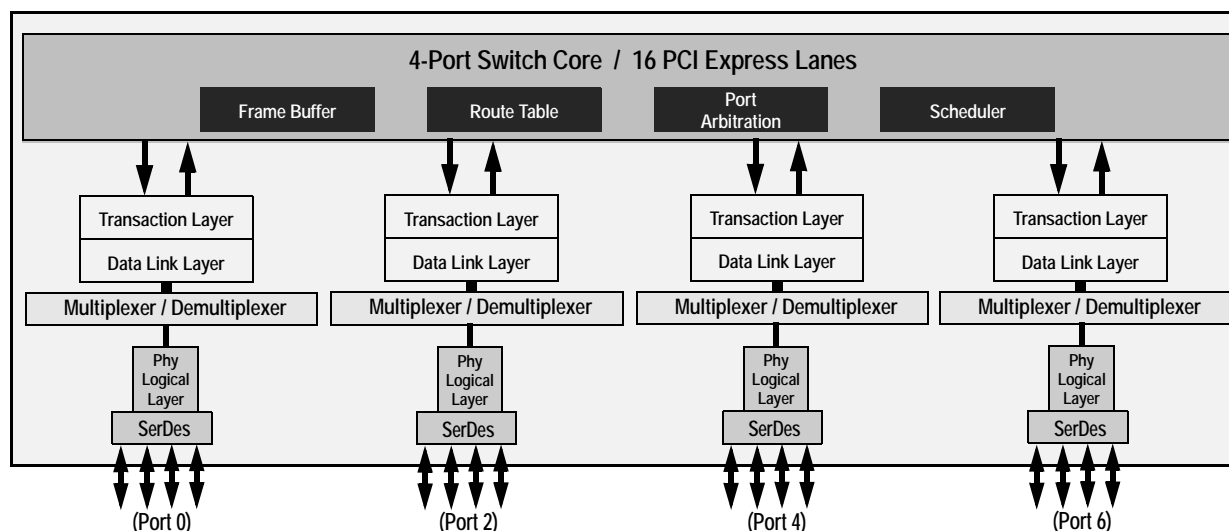 4-Port Switch Core / 16 PCI Express Lanes
Frame Buffer
Route Table
Port
Arbitration
Scheduler
Transaction Layer
Transaction Layer
Transaction Layer
Transaction Layer
Data Link Layer
Data Link Layer
Data Link Layer
Data Link Layer
Multiplexer / Demultiplexer
Multiplexer / Demultiplexer
Multiplexer / Demultiplexer
Multiplexer / Demultiplexer
Phy
Logical
Layer
Phy
Logical
Layer
Phy
Logical
Layer
Phy
Logical
Layer
SerDes
SerDes
SerDes
SerDes
(Port 0)
(Port 2)
(Port 4)
(Port 6)